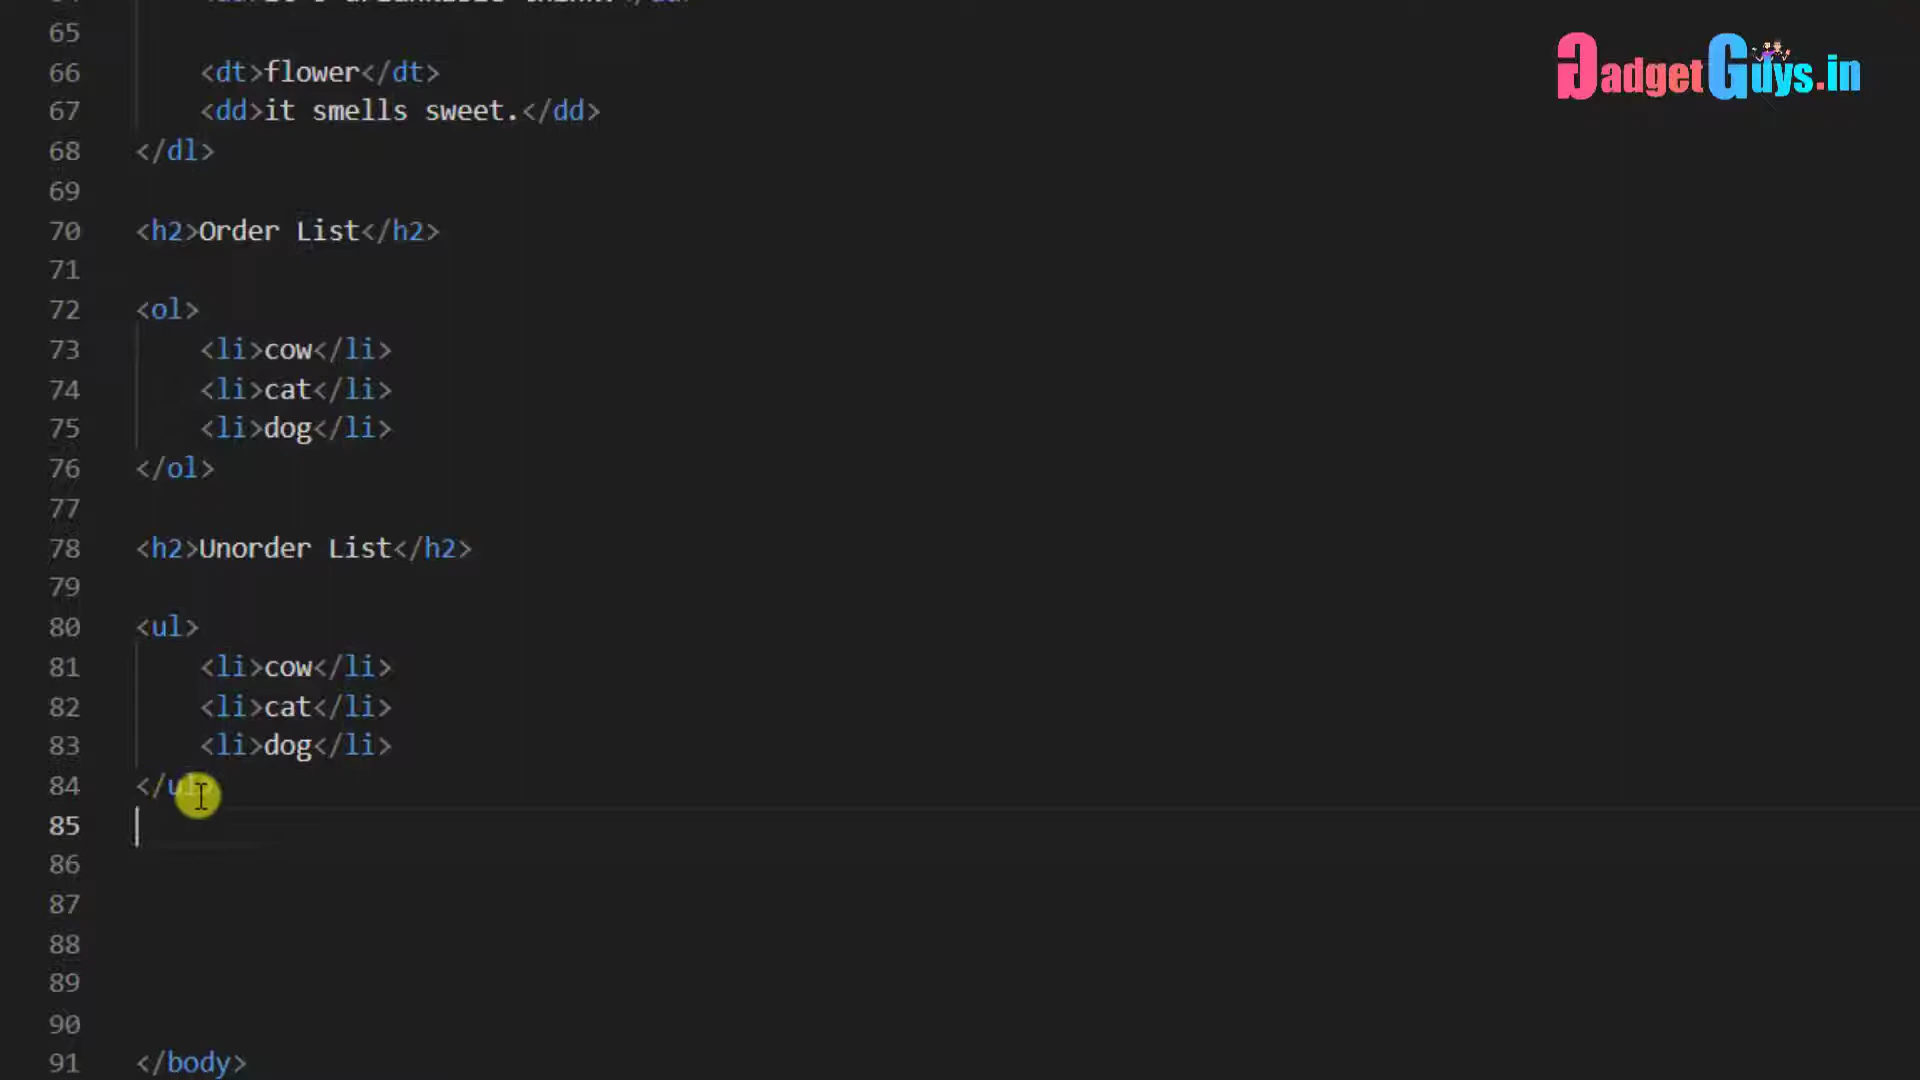 65
66 <dt>flower</dt>
67 <dd>it smells sweet.</dd>
68 </dl>
69
70 <h2>Order List</h2>
71
72 <ol>
73 <li>cow</li>
74 <li>cat</li>
75 <li>dog</li>
76 </ol>
77
78 <h2>Unorder List</h2>
79
80 <ul>
81 <li>cow</li>
82 <li>cat</li>
83 <li>dog</li>
84 </ul>
85
86
87
88
89
90
91 </body>
GadgetGuys.in